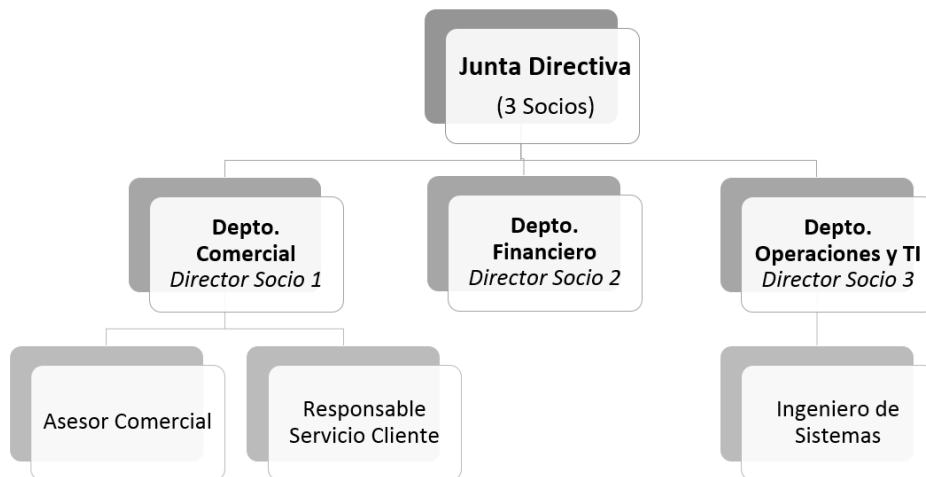 Junta Directiva
(3 Socios)
Depto.
Comercial
Director Socio 1
Depto.
Financiero
Director Socio 2
Depto.
Operaciones y TI
Director Socio 3
Asesor Comercial
Responsable
Servicio Cliente
Ingeniero de
Sistemas